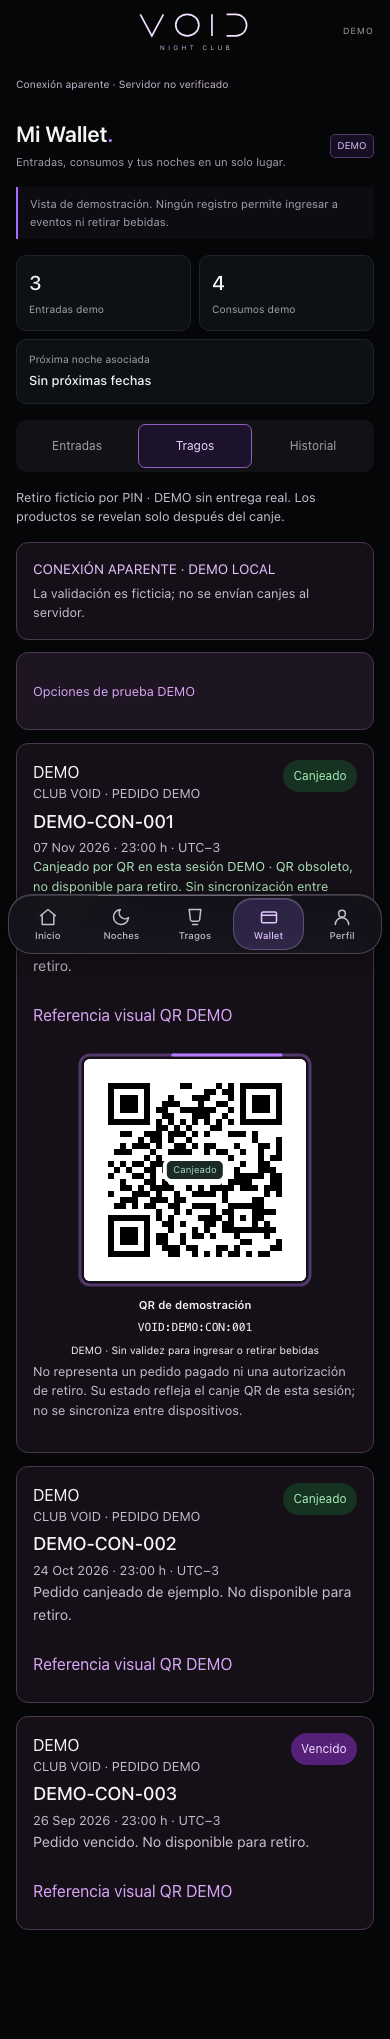 VOID
NIGHT CLUB
DEMO
Conexión aparente · Servidor no verificado
Mi Wallet.
DEMO
Entradas, consumos y tus noches en un solo lugar.
Vista de demostración. Ningún registro permite ingresar a
eventos ni retirar bebidas.
3
Entradas demo
4
Consumos demo
Próxima noche asociada
Sin próximas fechas
Entradas
Tragos
Historial
Retiro ficticio por PIN · DEMO sin entrega real. Los
productos se revelan solo después del canje.
CONEXIÓN APARENTE · DEMO LOCAL
La validación es ficticia; no se envían canjes al
servidor.
Opciones de prueba DEMO
DEMO
Canjeado
CLUB VOID · PEDIDO DEMO
DEMO-CON-001
07 Nov 2026 · 23:00 h · UTC−3
Canjeado por QR en esta sesión DEMO · QR obsoleto,
no disponible para retiro. Sin sincronización entre
Inicio
Noches
Tragos
Wallet
Perfil
retiro.
Referencia visual QR DEMO
Canjeado
QR de demostración
VOID:DEMO:CON:001
DEMO · Sin validez para ingresar o retirar bebidas
No representa un pedido pagado ni una autorización
de retiro. Su estado refleja el canje QR de esta sesión;
no se sincroniza entre dispositivos.
DEMO
Canjeado
CLUB VOID · PEDIDO DEMO
DEMO-CON-002
24 Oct 2026 · 23:00 h · UTC−3
Pedido canjeado de ejemplo. No disponible para
retiro.
Referencia visual QR DEMO
DEMO
Vencido
CLUB VOID · PEDIDO DEMO
DEMO-CON-003
26 Sep 2026 · 23:00 h · UTC−3
Pedido vencido. No disponible para retiro.
Referencia visual QR DEMO